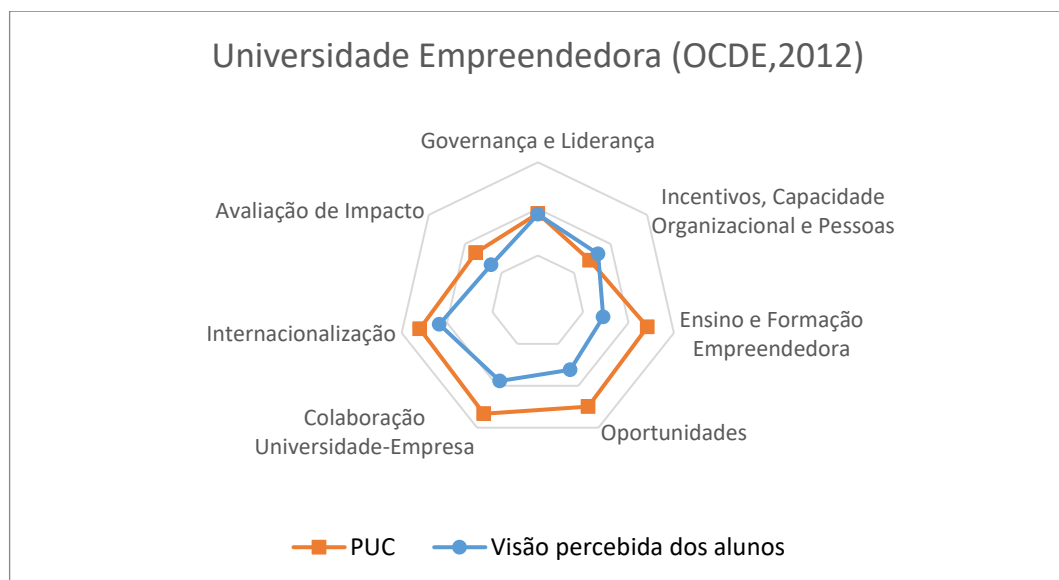 Universidade Empreendedora (OCDE,2012)
Governança e Liderança
Incentivos, Capacidade
Organizacional e Pessoas
Ensino e Formação
Empreendedora
Oportunidades
Colaboração
Universidade-Empresa
Internacionalização
Avaliação de Impacto
PUC
Visão percebida dos alunos